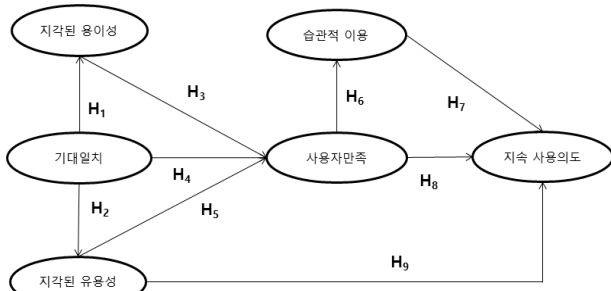 지각된 용이성
습관적 이용
H1
H3
H6
H7
기대일치
H4
사용자만족
H8
지속 사용의도
H2
H5
지각된 유용성
H9